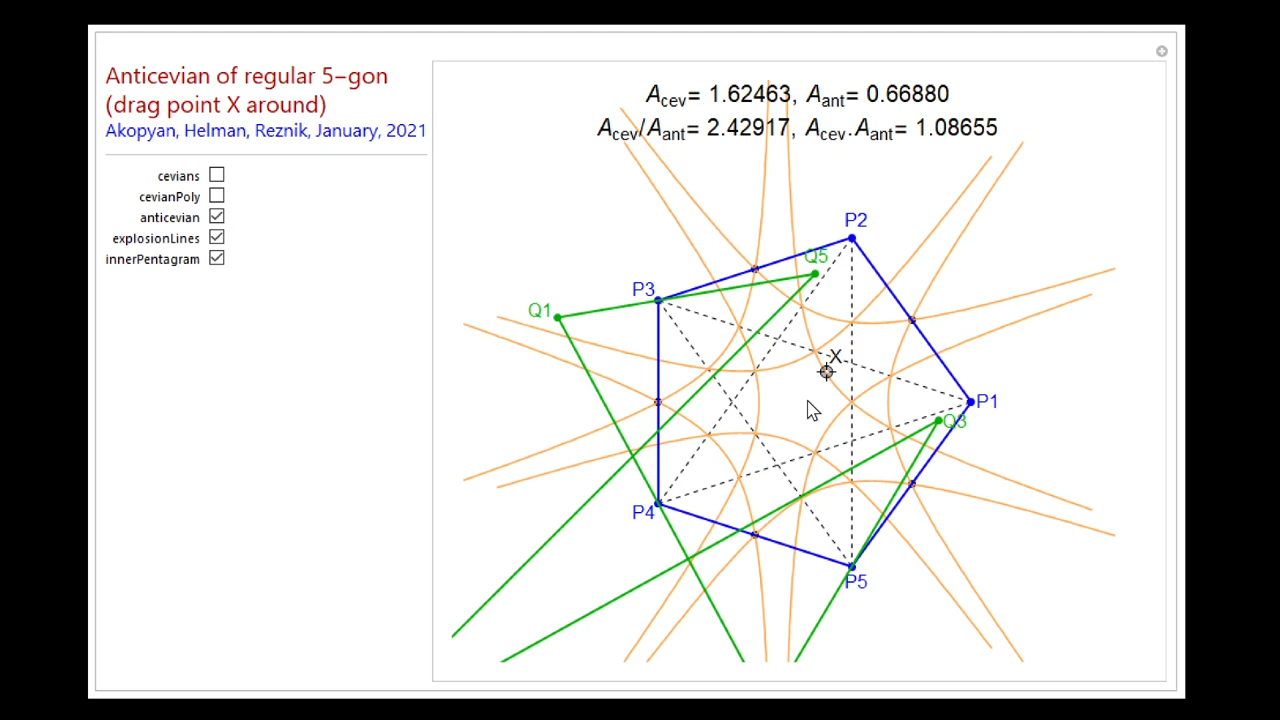 Anticevian of regular 5−gon
(drag point X around)
Akopyan, Helman, Reznik, January, 2021
cevians
cevianPoly
anticevian
explosionLines
innerPentagram
Acev= 1.62463, Aant= 0.66880
Acev/Aant= 2.42917, Acev.Aant= 1.08655
P2
Q5
P3
Q1
X
P1
Q3
P4
P5